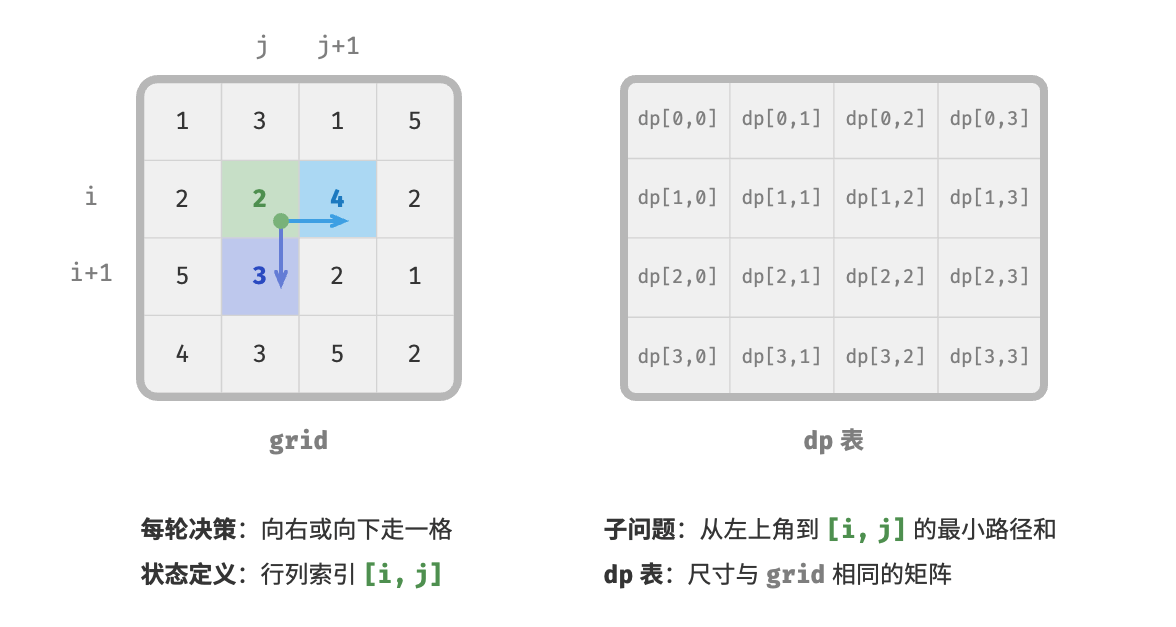 j j+1
1 3 1 5
i 2 2 4 2
i+1 5 3 2 1
4 3 5 2
grid
dp[0,0] dp[0,1] dp[0,2] dp[0,3]
dp[1,0] dp[1,1] dp[1,2] dp[1,3]
dp[2,0] dp[2,1] dp[2,2] dp[2,3]
dp[3,0] dp[3,1] dp[3,2] dp[3,3]
dp 表
每轮决策：向右或向下走一格
状态定义：行列索引 [i, j]
子问题：从左上角到 [i, j] 的最小路径和
dp 表：尺寸与 grid 相同的矩阵